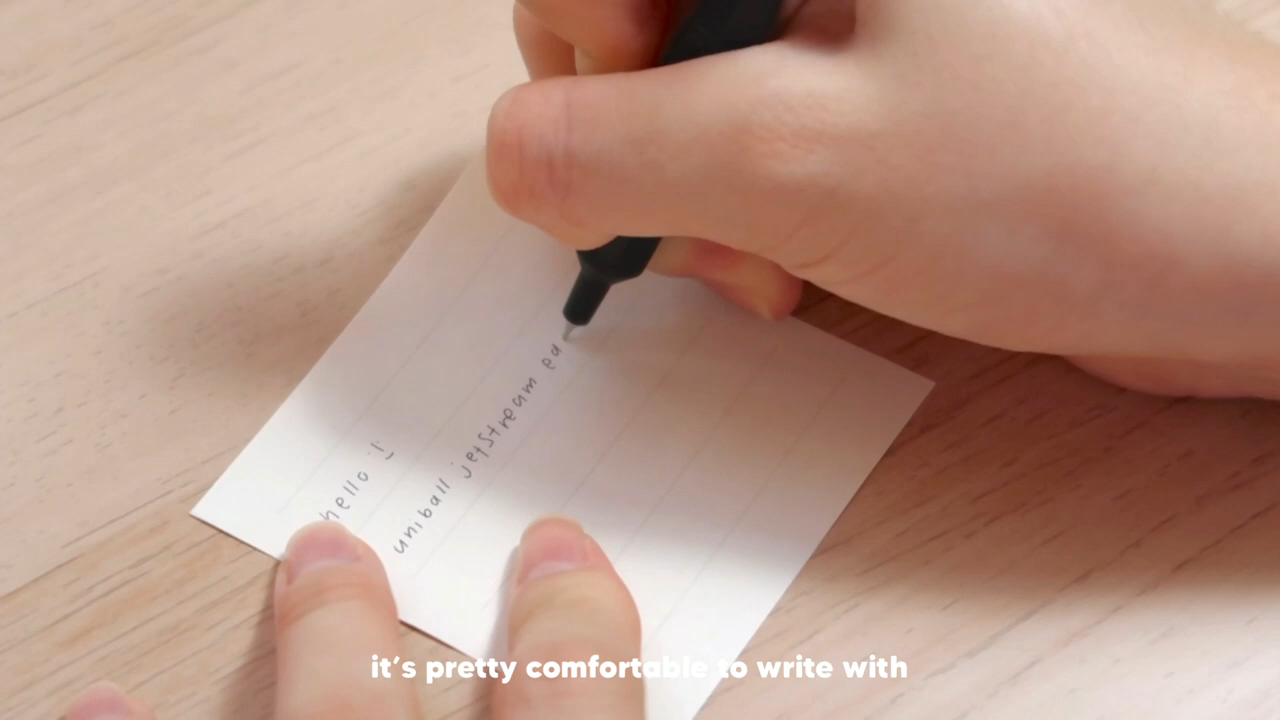 hello :)
uniball jetstream ed
it's pretty comfortable to write with